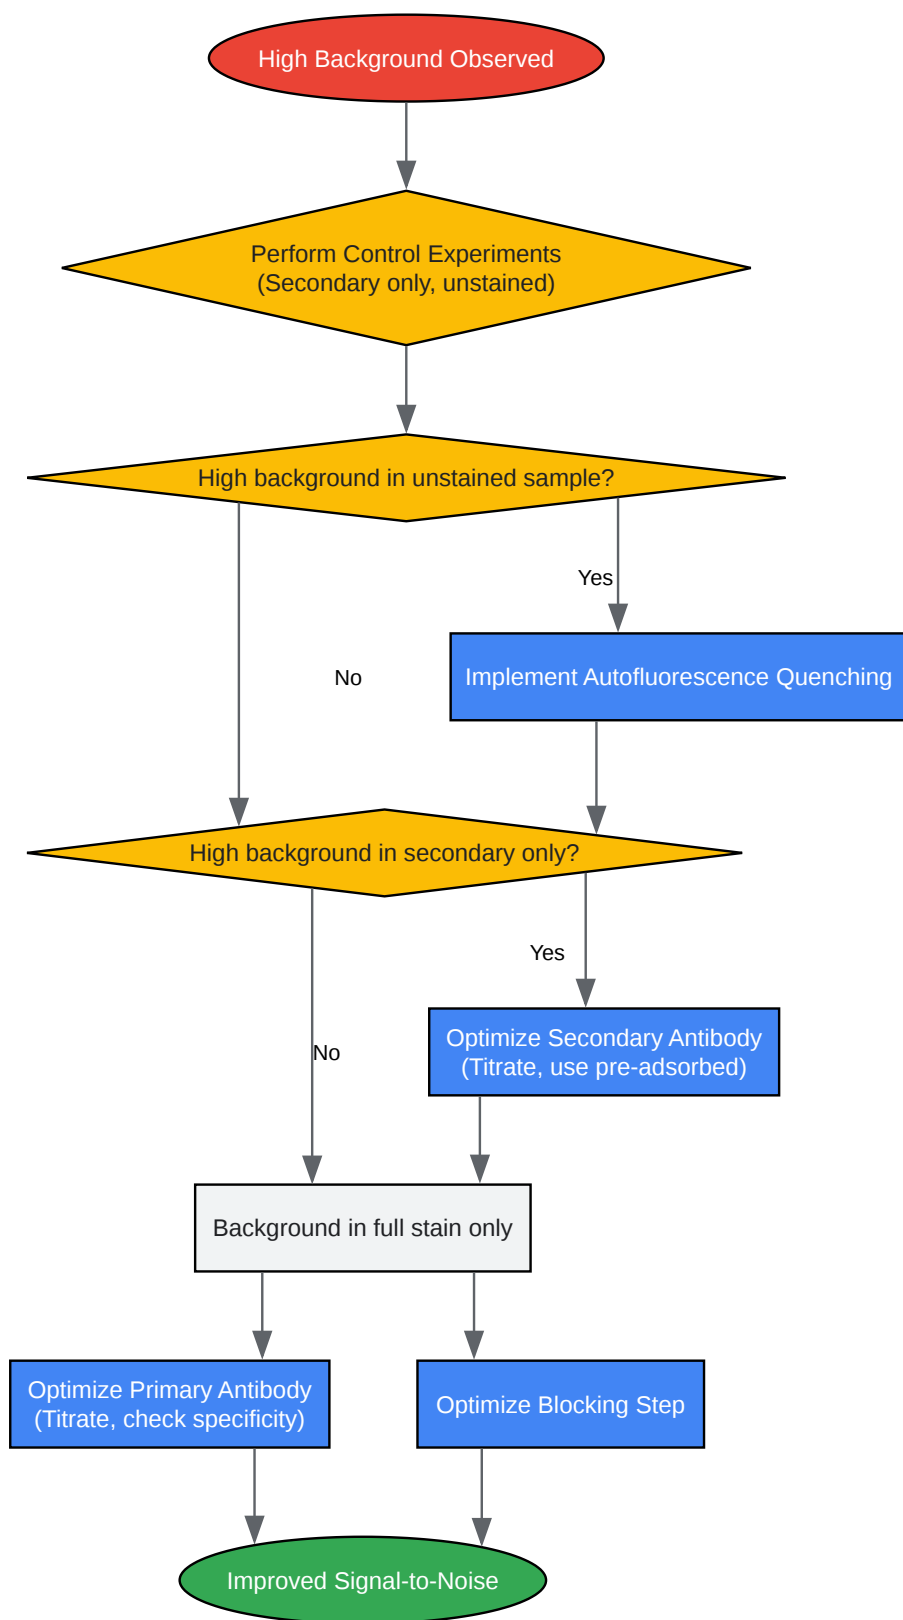 High Background Observed
Perform Control Experiments
(Secondary only, unstained)
High background in unstained sample?
Yes
Implement Autofluorescence Quenching
No
High background in secondary only?
Yes
Optimize Secondary Antibody
(Titrate, use pre-adsorbed)
No
Background in full stain only
Optimize Primary Antibody
(Titrate, check specificity)
Optimize Blocking Step
Improved Signal-to-Noise